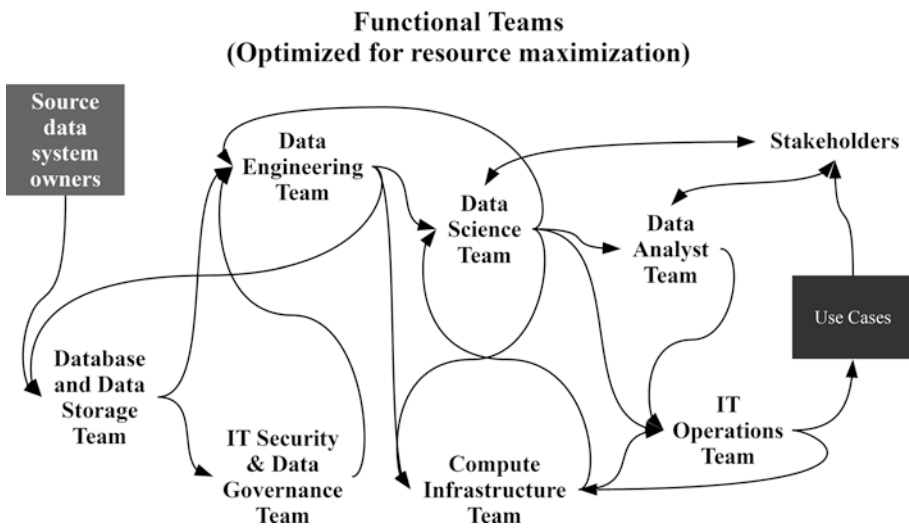 Functional Teams
(Optimized for resource maximization)
Source
data
system
owners
Data
Engineering
Team
Stakeholders
Data
Science
Team
Data
Analyst
Team
Use Cases
Database
and Data
Storage
Team
IT Security
& Data
Governance
Team
Compute
Infrastructure
Team
IT
Operations
Team